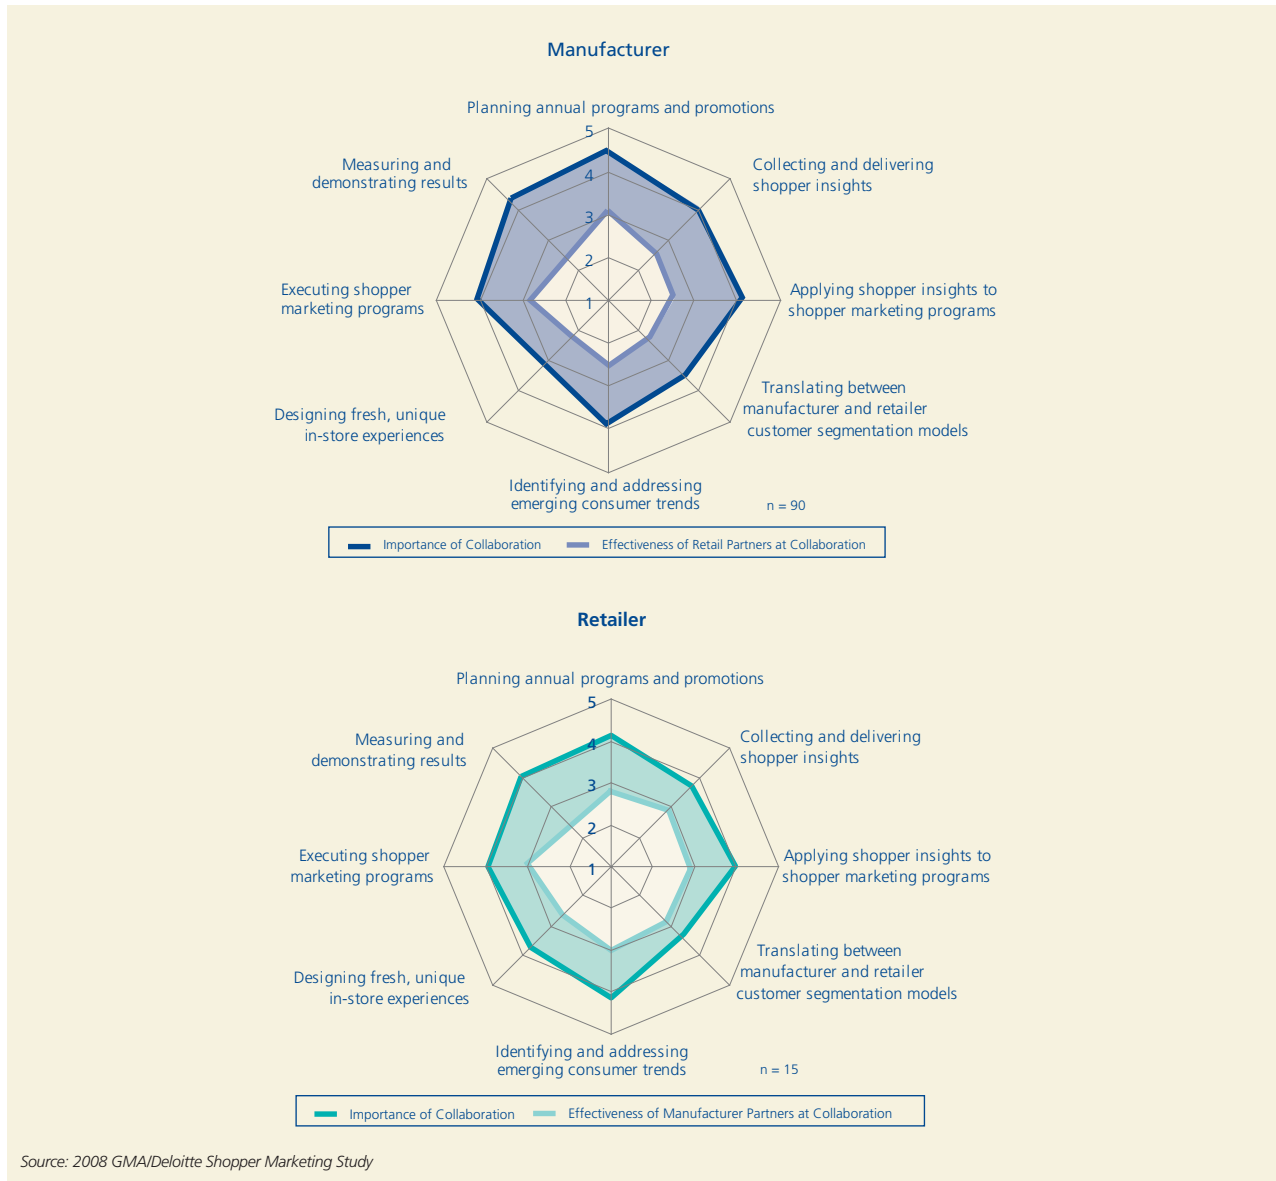 Manufacturer
Planning annual programs and promotions
5
Measuring and
demonstrating results
Collecting and delivering
shopper insights
4
3
2
Executing shopper
marketing programs
1
Applying shopper insights to
shopper marketing programs
Designing fresh, unique
in-store experiences
Translating between
manufacturer and retailer
customer segmentation models
Identifying and addressing
emerging consumer trends
n = 90
Importance of Collaboration Effectiveness of Retail Partners at Collaboration
Retailer
Planning annual programs and promotions
5
Measuring and
demonstrating results
Collecting and delivering
shopper insights
4
3
2
Executing shopper
marketing programs
1
Applying shopper insights to
shopper marketing programs
Designing fresh, unique
in-store experiences
Translating between
manufacturer and retailer
customer segmentation models
Identifying and addressing
emerging consumer trends
n = 15
Importance of Collaboration Effectiveness of Manufacturer Partners at Collaboration
Source: 2008 GMA/Deloitte Shopper Marketing Study